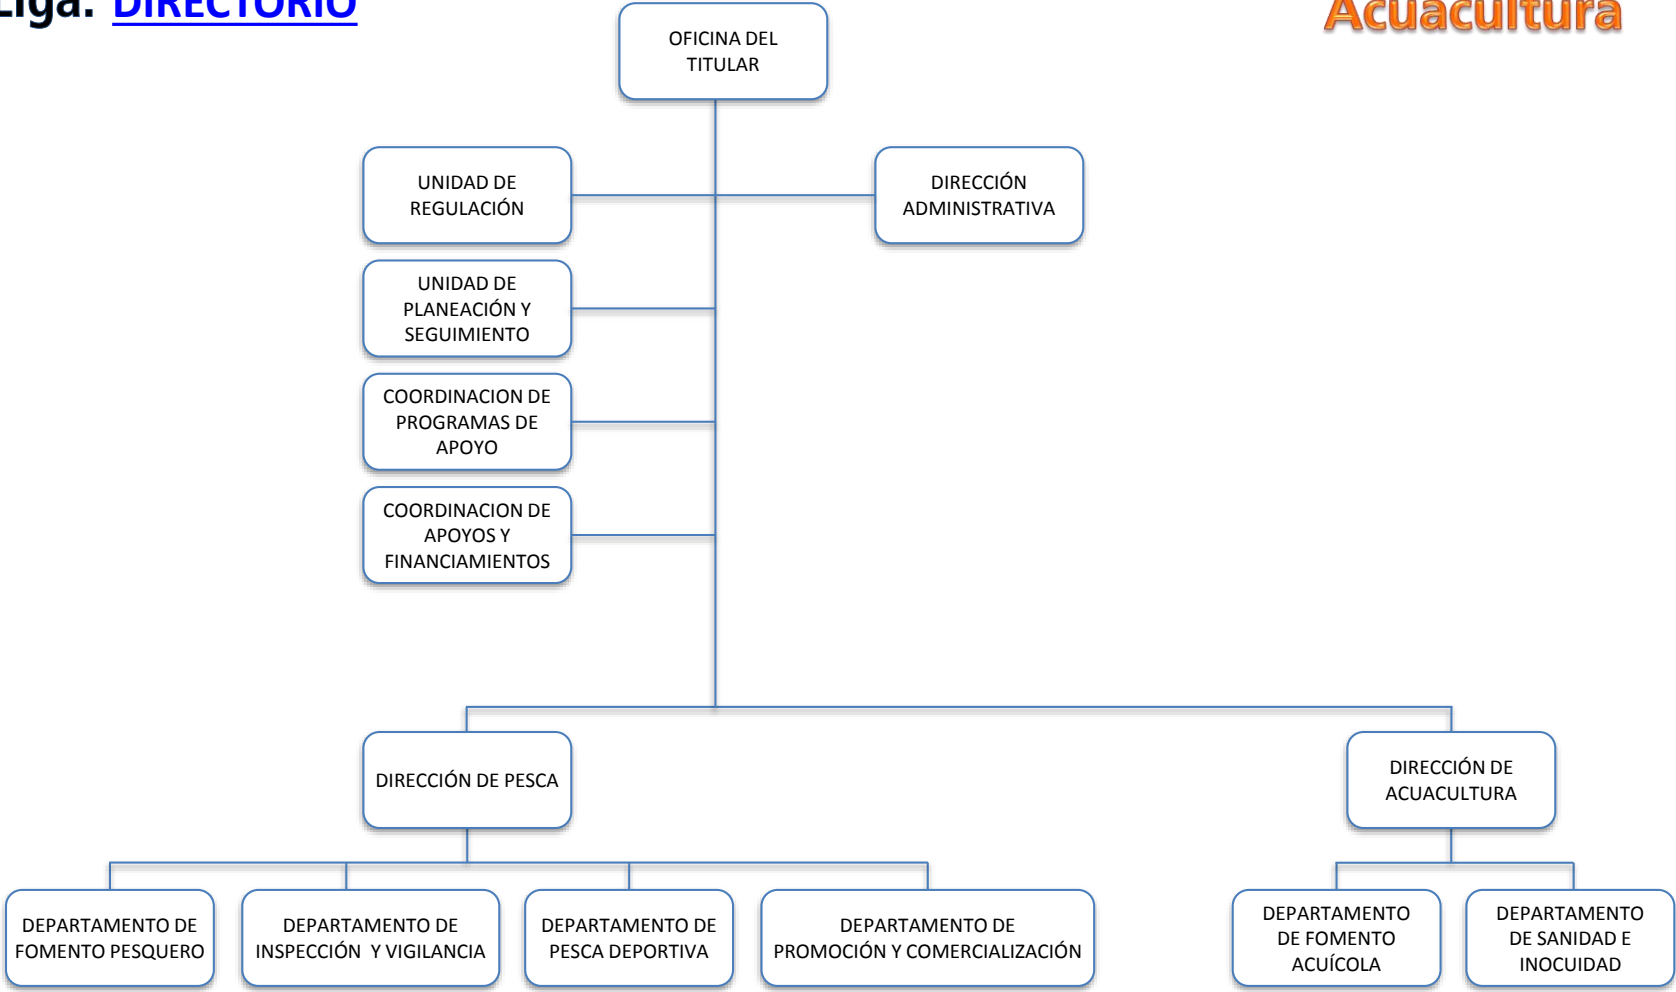 Liga: DIRECTORIO
Acuacultura
OFICINA DEL
TITULAR
UNIDAD DE
REGULACIÓN
DIRECCIÓN
ADMINISTRATIVA
UNIDAD DE
PLANEACIÓN Y
SEGUIMIENTO
COORDINACION DE
PROGRAMAS DE
APOYO
COORDINACION DE
APOYOS Y
FINANCIAMIENTOS
DIRECCIÓN DE PESCA
DIRECCIÓN DE
ACUACULTURA
DEPARTAMENTO DE
FOMENTO PESQUERO
DEPARTAMENTO DE
INSPECCIÓN Y VIGILANCIA
DEPARTAMENTO DE
PESCA DEPORTIVA
DEPARTAMENTO DE
PROMOCIÓN Y COMERCIALIZACIÓN
DEPARTAMENTO
DE FOMENTO
ACUÍCOLA
DEPARTAMENTO
DE SANIDAD E
INOCUIDAD